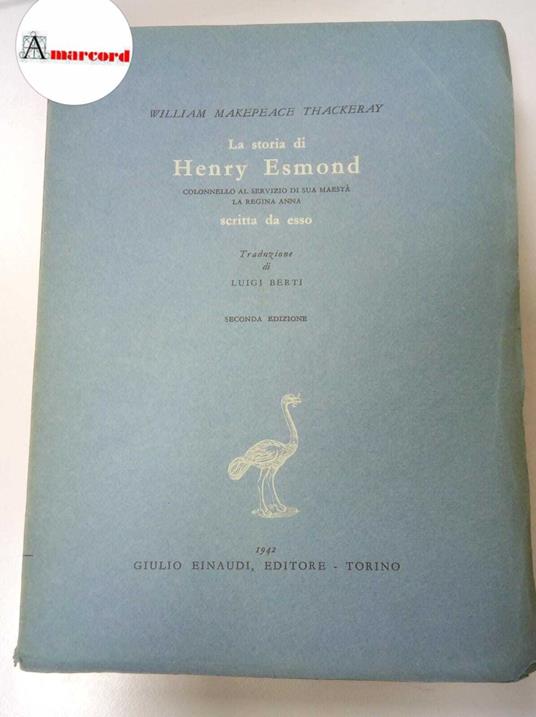 Amarcord
WILLIAM MAKEPEACE THACKERAY
La storia di
Henry Esmond
COLONNELLO AL SERVIZIO DI SUA MAESTÀ
LA REGINA ANNA
scritta da esso
Traduzione
di
LUIGI BERTI
SECONDA EDIZIONE
1942
GIULIO EINAUDI, EDITORE - TORINO